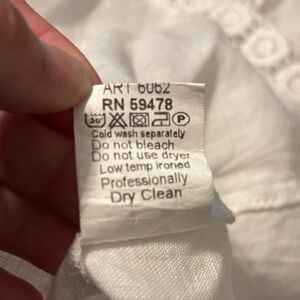 ART 6062
RN 59478
30° P
Cold wash separately
Do not bleach
Do not use dryer
Low temp ironed
Professionally
Dry Clean